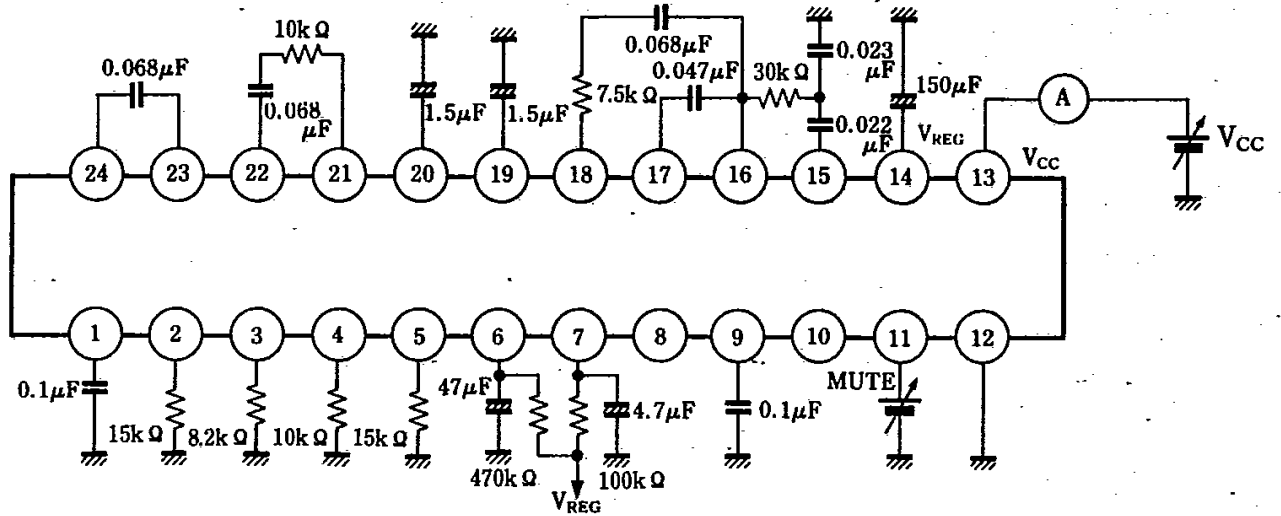 10kΩ
0.068μF
0.068
μF
1.5μF
1.5μF
7.5kΩ
0.068μF
0.047μF
30kΩ
0.023
μF
0.022
μF
150μF
VREG
A
VCC
VCC
24
23
22
21
20
19
18
17
16
15
14
13
1
2
3
4
5
6
7
8
9
10
11
12
0.1μF
15kΩ
8.2kΩ
10kΩ
15kΩ
47μF
470kΩ
VREG
4.7μF
100kΩ
0.1μF
MUTE